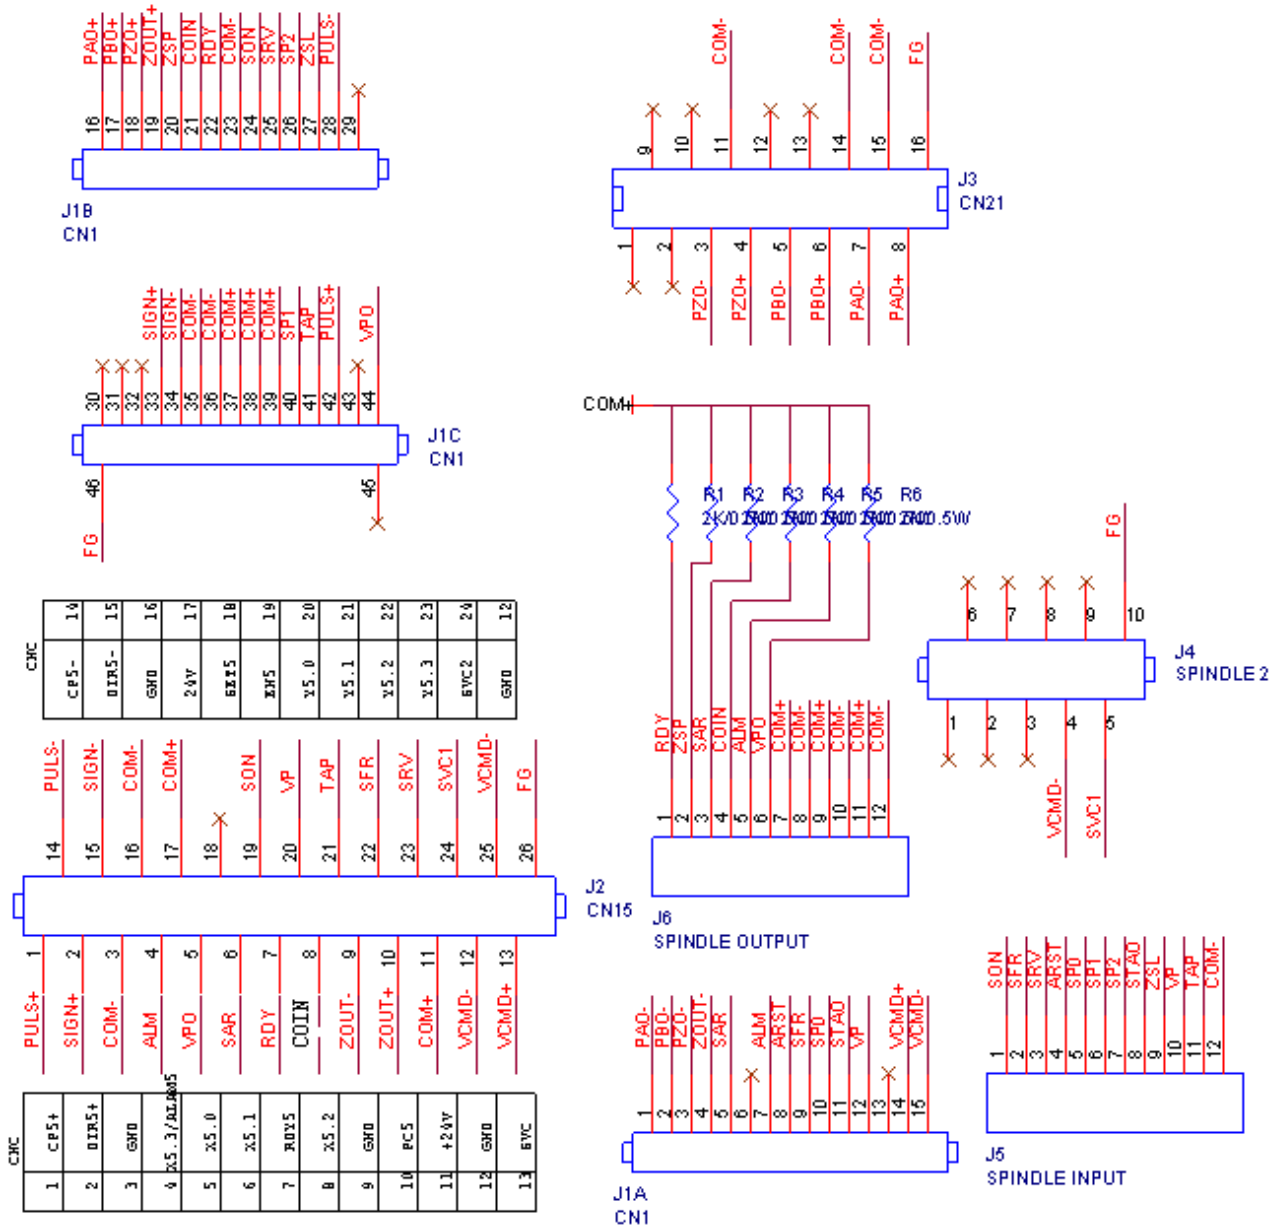 PAO+ PBO+ PZO+ ZOUT+ ZSP COIN RDY COM- SON SRV SP2 ZSL PULS-
16 17 18 19 20 21 22 23 24 25 26 27 28 29
J1B
CN1
COM- COM- COM- FG
9 10 11 12 13 14 15 16
J3
CN21
1 2 3 4 5 6 7 8
PZO- PZO+ PBO- PBO+ PAO- PAO+
SIGN+ SIGN- COM- COM- COM+ COM+ COM+ SP1 TAP PULS+ VPO
30 31 32 33 34 35 36 37 38 39 40 41 42 43 44
J1C
CN1
46 45
FG
COM+
R1 R2 R3 R4 R5 R6
FG
6 7 8 9 10
J4
SPINDLE 2
1 2 3 4 5
VCMD- SVC1
CNC
14 15 16 17 18 19 20 21 22 23 24 12
CP5- DIR5- GND 24V EN5 Y5.0 Y5.1 Y5.2 Y5.3 SVC2 GND
PULS- SIGN- COM- COM+ SON VP TAP SFR SRV SVC1 VCMD- FG
14 15 16 17 18 19 20 21 22 23 24 25 26
J2
CN15
1 2 3 4 5 6 7 8 9 10 11 12 13
PULS+ SIGN+ COM- ALM VPO SAR RDY COIN ZOUT- ZOUT+ COM+ VCMD- VCMD+
CNC
CP5+ DIR5+ GND X5.3/ALARM5 X5.0 X5.1 RDY5 X5.2 GND PC5 +24V GND SVC
1 2 3 4 5 6 7 8 9 10 11 12 13
RDY ZSP SAR COIN ALM VPO COM+ COM- COM+ COM- COM+ COM-
1 2 3 4 5 6 7 8 9 10 11 12
J6
SPINDLE OUTPUT
PAO- PBO- PZO- ZOUT- SAR ALM ARST SFR SP0 STAO VP VCMD+ VCMD-
1 2 3 4 5 6 7 8 9 10 11 12 13 14 15
J1A
CN1
SON SFR SRV ARST SP0 SP1 SP2 STAO ZSL VP TAP COM-
1 2 3 4 5 6 7 8 9 10 11 12
J5
SPINDLE INPUT